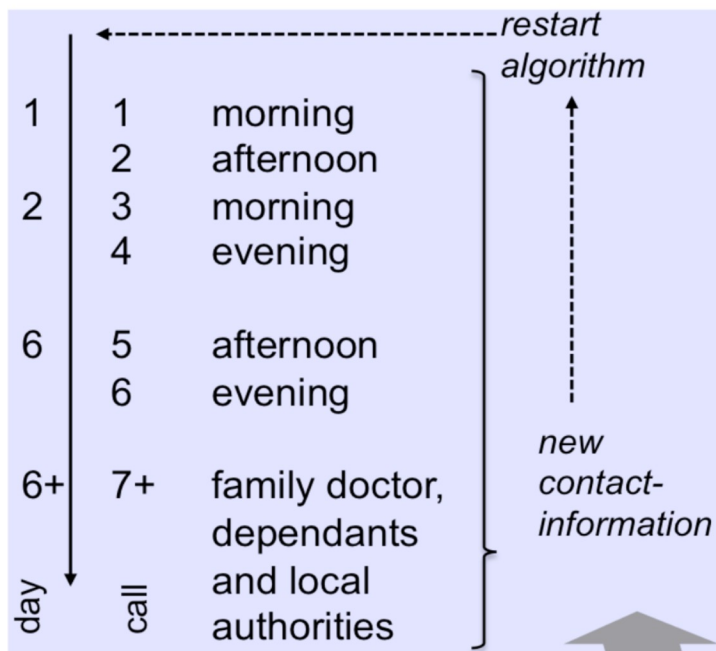 restart
algorithm
1 1 morning
2 afternoon
2 3 morning
4 evening
6 5 afternoon
6 evening
6+ 7+ family doctor,
dependants
and local
authorities
new
contact-
information
day
call